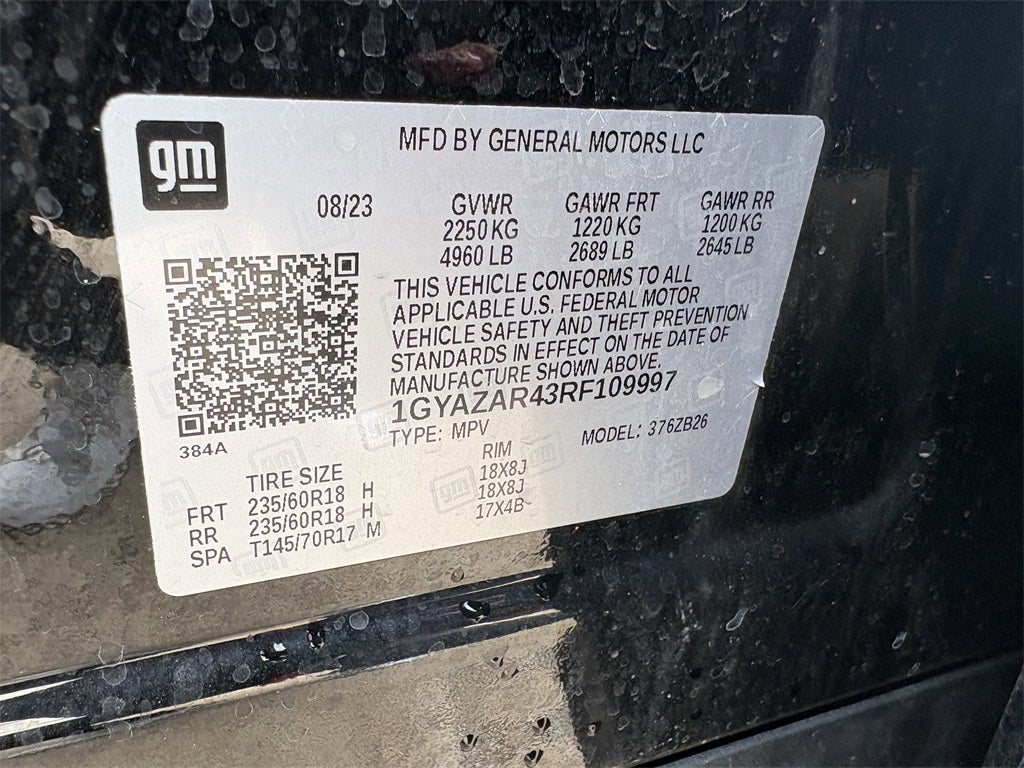 gm
MFD BY GENERAL MOTORS LLC
08/23 GVWR GAWR FRT GAWR RR
2250 KG 1220 KG 1200 KG
4960 LB 2689 LB 2645 LB
THIS VEHICLE CONFORMS TO ALL
APPLICABLE U.S. FEDERAL MOTOR
VEHICLE SAFETY AND THEFT PREVENTION
STANDARDS IN EFFECT ON THE DATE OF
MANUFACTURE SHOWN ABOVE.
1GYAZAR43RF109997
TYPE: MPV MODEL: 376ZB26
384A
TIRE SIZE RIM
FRT 235/60R18 H 18X8J
RR 235/60R18 H 18X8J
SPA T145/70R17 M 17X4B
gm